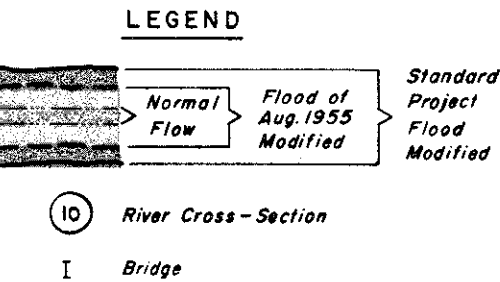 LEGEND
Normal
Flow
Flood of
Aug. 1955
Modified
Standard
Project
Flood
Modified
10 River Cross-Section
I Bridge